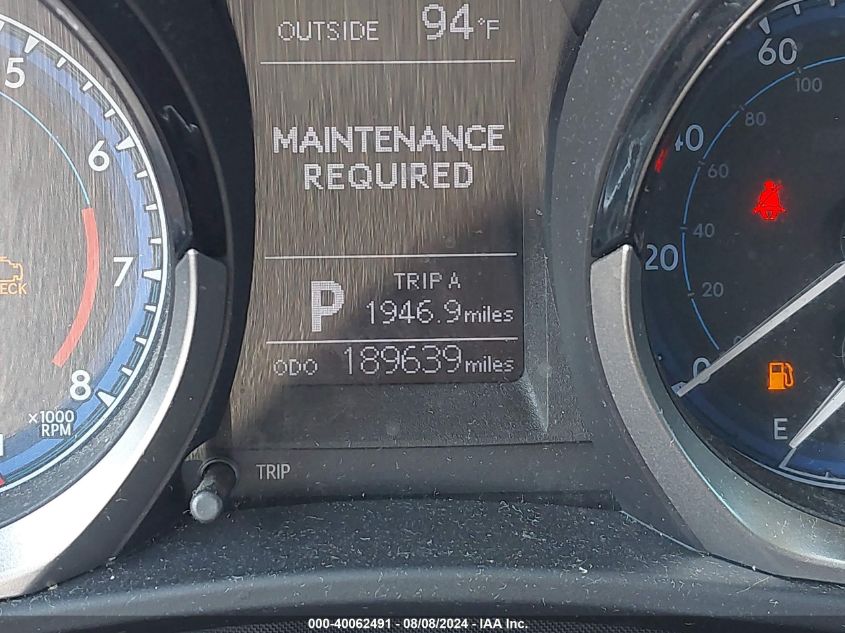 OUTSIDE 94°F
MAINTENANCE
REQUIRED
TRIP A
P 1946.9 miles
ODO 189639 miles
5
6
7
8
x1000
RPM
60
40
20
0
100
80
60
40
20
E
TRIP
000-40062491 - 08/08/2024 - IAA Inc.